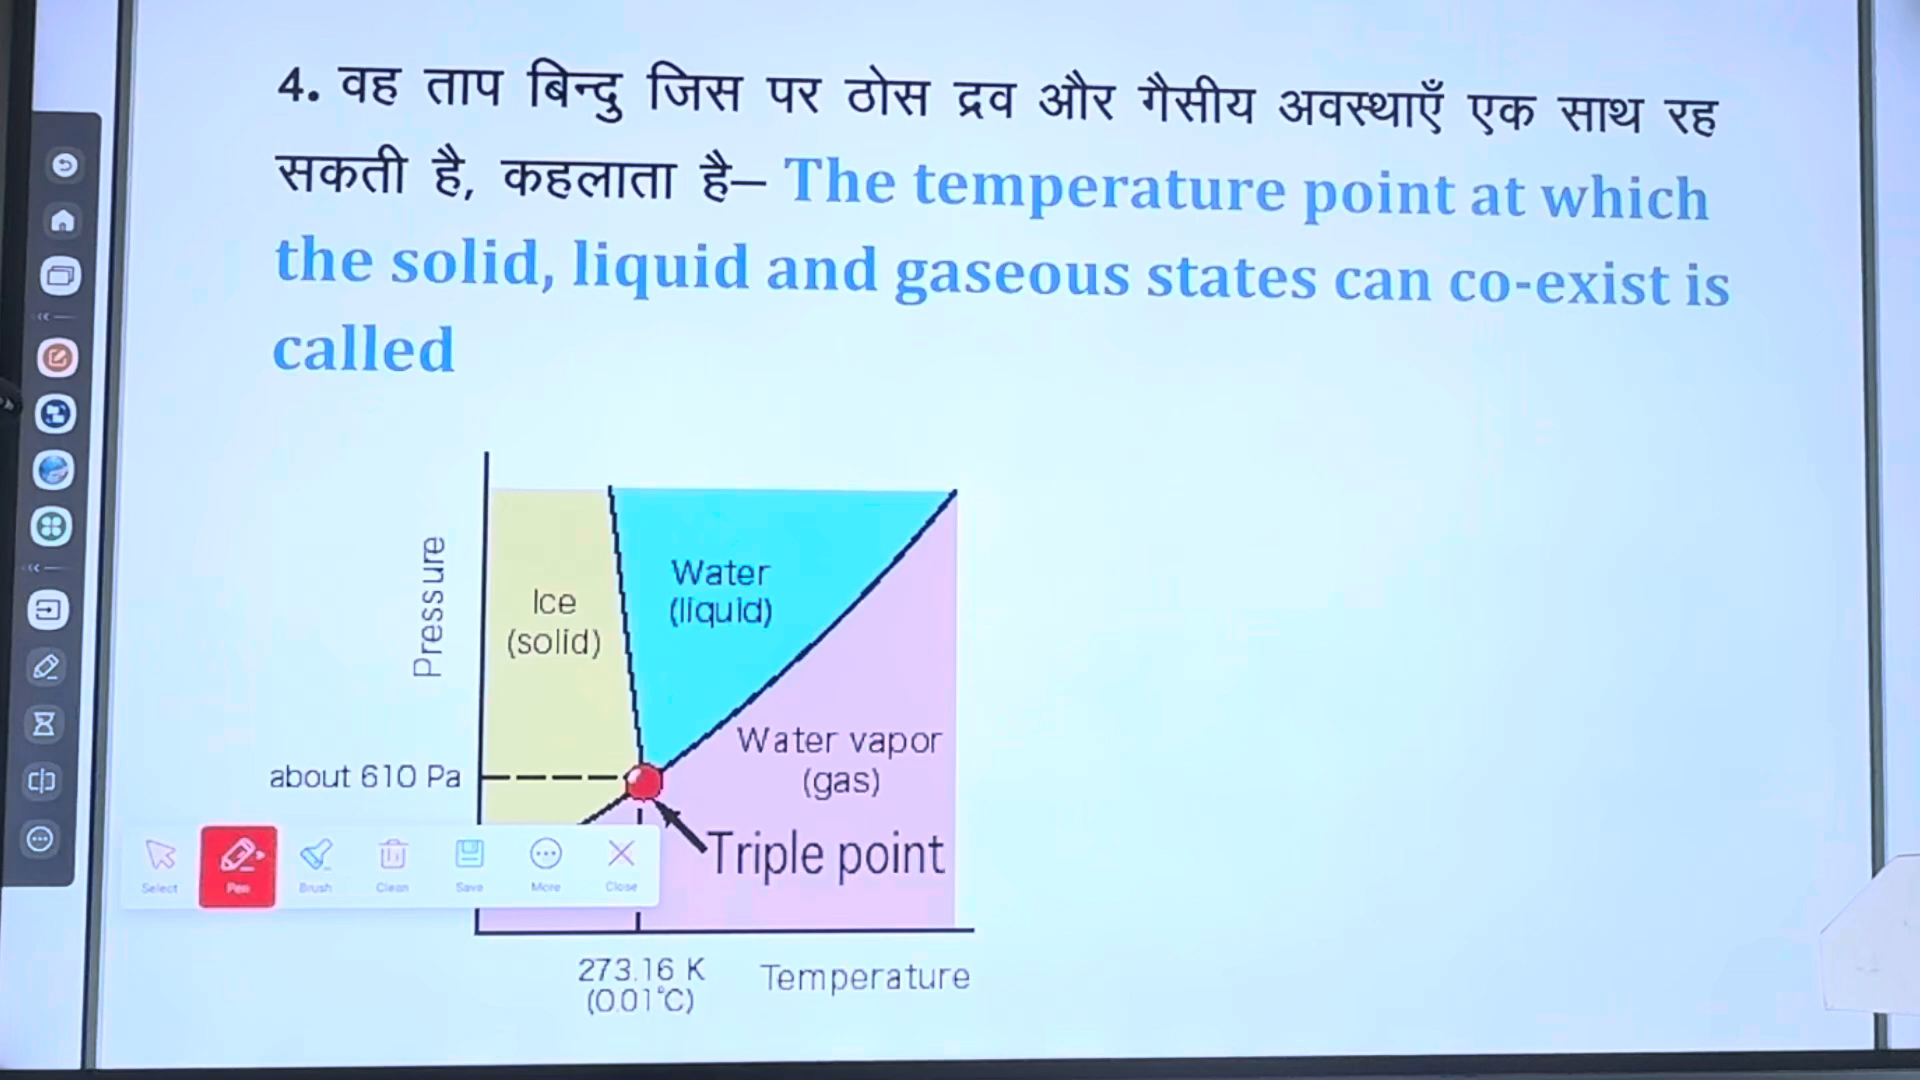 4. वह ताप बिन्दु जिस पर ठोस द्रव और गैसीय अवस्थाएँ एक साथ रह
सकती है, कहलाता है– The temperature point at which
the solid, liquid and gaseous states can co-exist is
called
Pressure
Ice
(solid)
Water
(liquid)
Water vapor
(gas)
about 610 Pa
Triple point
Select
Pen
Brush
Clean
Save
More
Close
273.16 K
(0.01°C)
Temperature